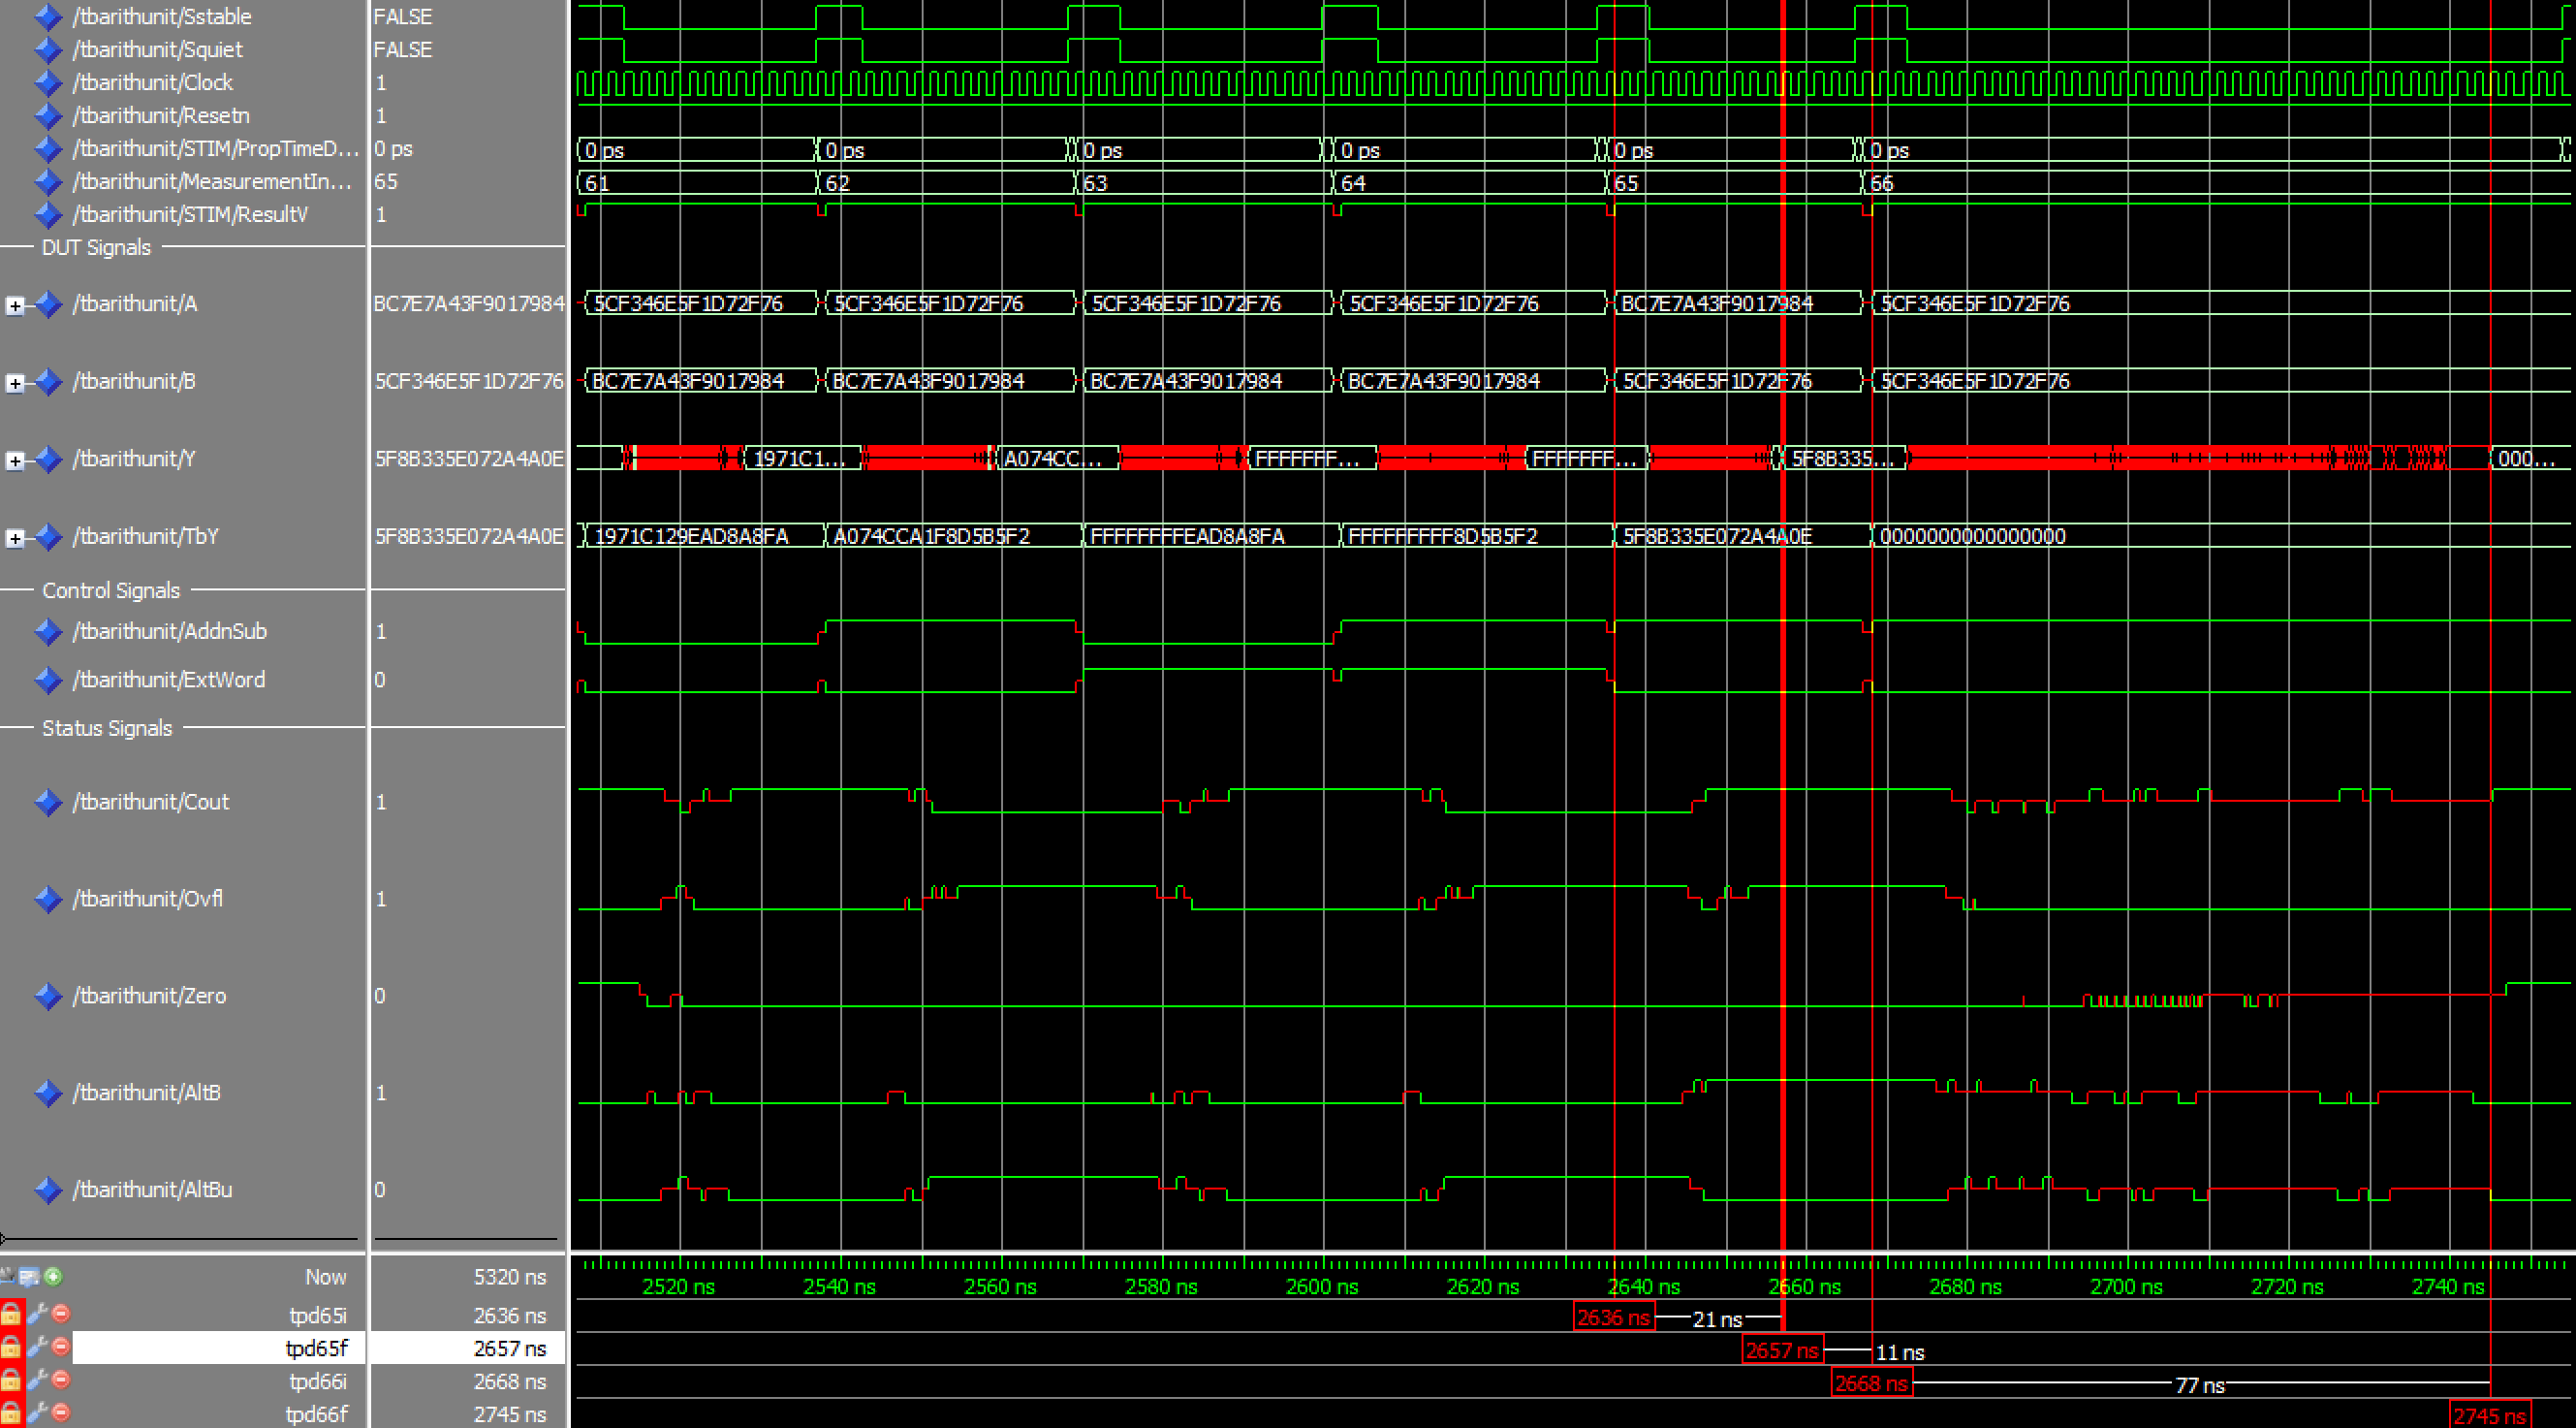 /tbarithunit/Sstable FALSE
/tbarithunit/Squiet FALSE
/tbarithunit/Clock 1
/tbarithunit/Resetn 1
/tbarithunit/STIM/PropTimeD... 0 ps 0 ps 0 ps 0 ps 0 ps 0 ps 0 ps
/tbarithunit/MeasurementIn... 65 61 62 63 64 65 66
/tbarithunit/STIM/ResultV 1
DUT Signals
/tbarithunit/A BC7E7A43F9017984 5CF346E5F1D72F76 5CF346E5F1D72F76 5CF346E5F1D72F76 5CF346E5F1D72F76 BC7E7A43F9017984 5CF346E5F1D72F76
/tbarithunit/B 5CF346E5F1D72F76 BC7E7A43F9017984 BC7E7A43F9017984 BC7E7A43F9017984 BC7E7A43F9017984 5CF346E5F1D72F76 5CF346E5F1D72F76
/tbarithunit/Y 5F8B335E072A4A0E 1971C1... A074CC... FFFFFFF... FFFFFFF... 5F8B335... 000...
/tbarithunit/TbY 5F8B335E072A4A0E 1971C129EAD8A8FA A074CCA1F8D5B5F2 FFFFFFFFEAD8A8FA FFFFFFFFF8D5B5F2 5F8B335E072A4A0E 0000000000000000
Control Signals
/tbarithunit/AddnSub 1
/tbarithunit/ExtWord 0
Status Signals
/tbarithunit/Cout 1
/tbarithunit/Ovfl 1
/tbarithunit/Zero 0
/tbarithunit/AltB 1
/tbarithunit/AltBu 0
Now 5320 ns 2520 ns 2540 ns 2560 ns 2580 ns 2600 ns 2620 ns 2640 ns 2660 ns 2680 ns 2700 ns 2720 ns 2740 ns
tpd65i 2636 ns 2636 ns 21 ns
tpd65f 2657 ns 2657 ns 11 ns
tpd66i 2668 ns 2668 ns 77 ns
tpd66f 2745 ns 2745 ns